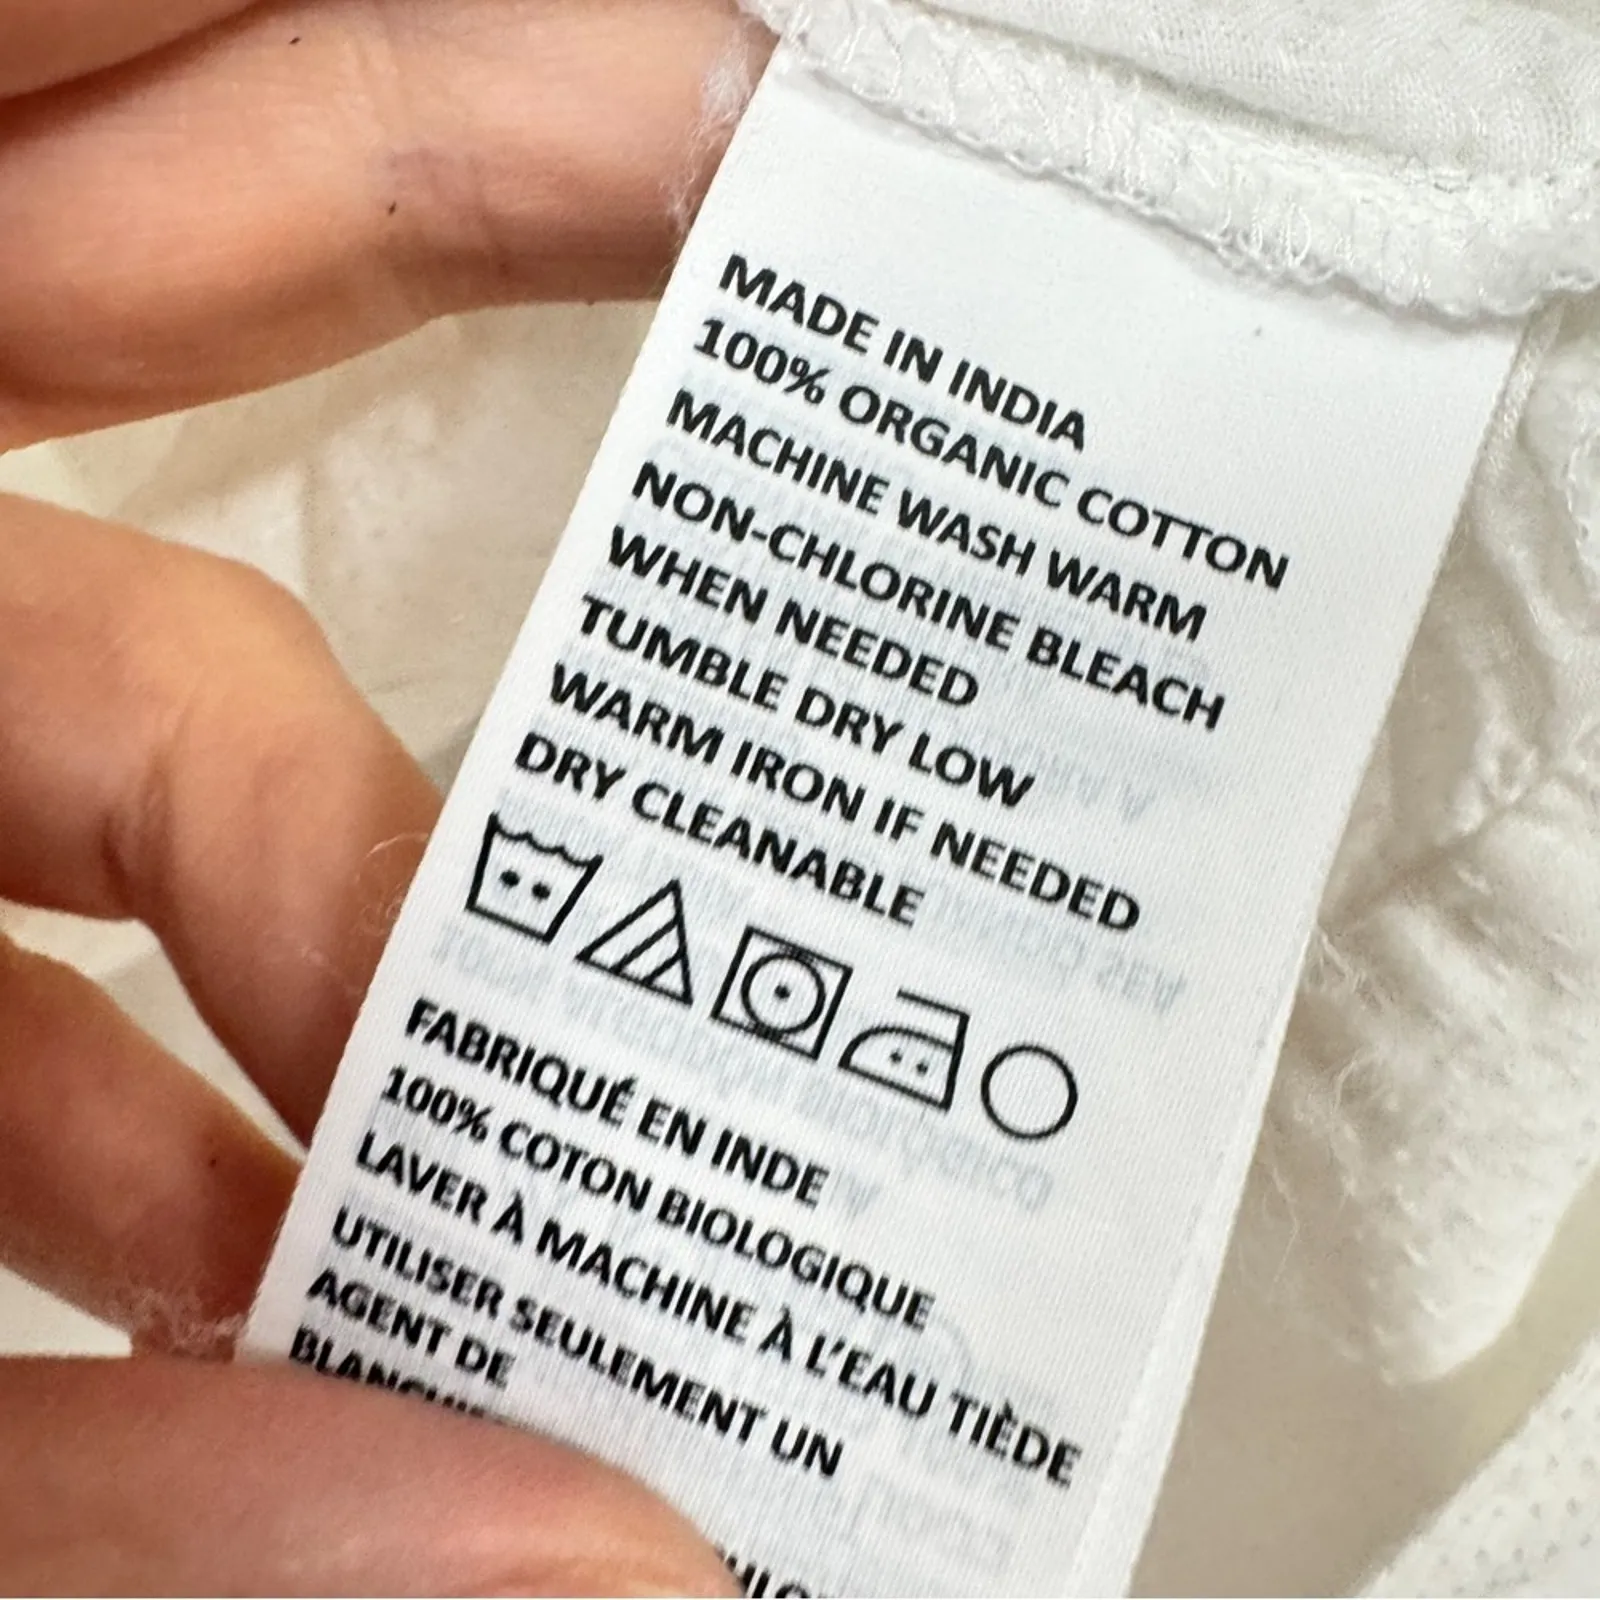 MADE IN INDIA
100% ORGANIC COTTON
MACHINE WASH WARM
NON-CHLORINE BLEACH
WHEN NEEDED
TUMBLE DRY LOW
WARM IRON IF NEEDED
DRY CLEANABLE
FABRIQUÉ EN INDE
100% COTON BIOLOGIQUE
LAVER À MACHINE À L'EAU TIÈDE
UTILISER SEULEMENT UN
AGENT DE